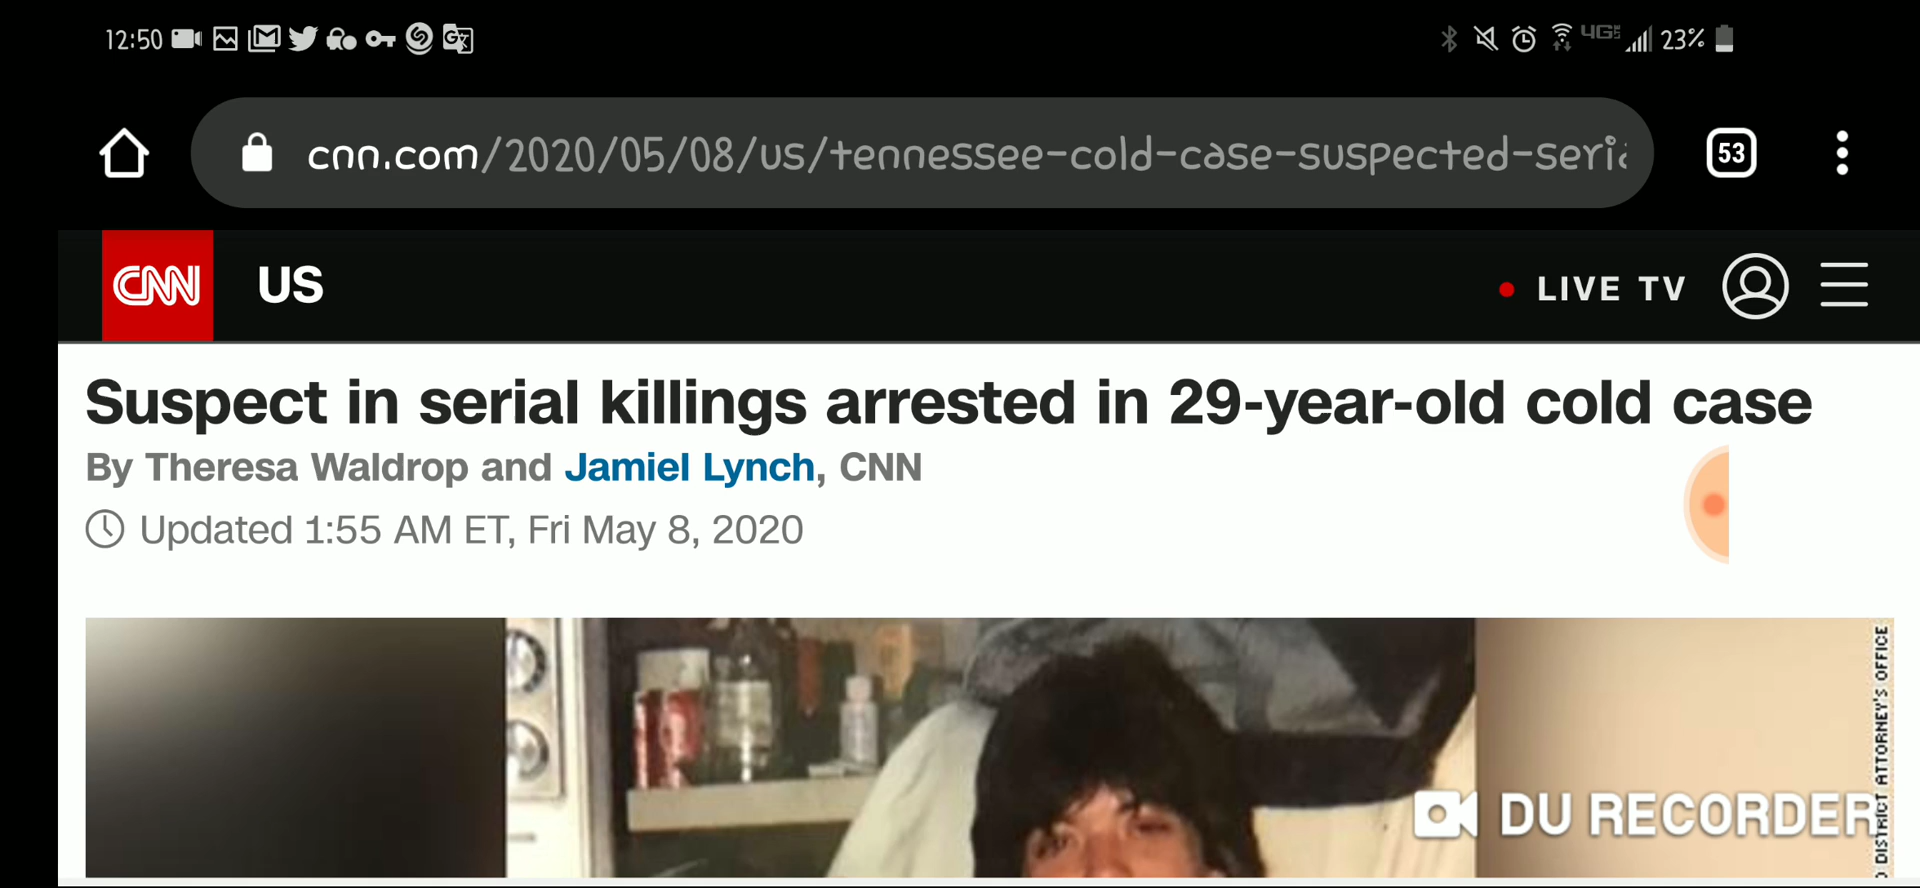 12:50 4GE 23%
cnn.com/2020/05/08/us/tennessee-cold-case-suspected-seri
53
CNN US LIVE TV
Suspect in serial killings arrested in 29-year-old cold case
By Theresa Waldrop and Jamiel Lynch, CNN
Updated 1:55 AM ET, Fri May 8, 2020
DISTRICT ATTORNEY'S OFFICE
DU RECORDER